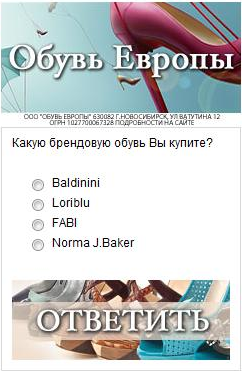 Обувь Европы
ООО "ОБУВЬ ЕВРОПЫ" 630082 Г.НОВОСИБИРСК, УЛ ВАТУТИНА 12
ОГРН 1027700067328 ПОДРОБНОСТИ НА САЙТЕ
Какую брендовую обувь Вы купите?
Baldinini
Loriblu
FABI
Norma J.Baker
ОТВЕТИТЬ